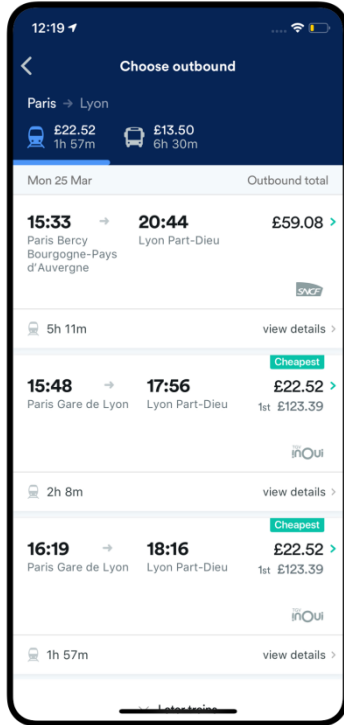 12:19
Choose outbound
Paris → Lyon
£22.52
1h 57m
£13.50
6h 30m
Mon 25 Mar Outbound total
15:33 → 20:44 £59.08 >
Paris Bercy
Bourgogne-Pays
d'Auvergne
Lyon Part-Dieu
SNCF
5h 11m view details >
Cheapest
15:48 → 17:56 £22.52 >
Paris Gare de Lyon Lyon Part-Dieu 1st £123.39
inOui
2h 8m view details >
Cheapest
16:19 → 18:16 £22.52 >
Paris Gare de Lyon Lyon Part-Dieu 1st £123.39
inOui
1h 57m view details >
Later trains